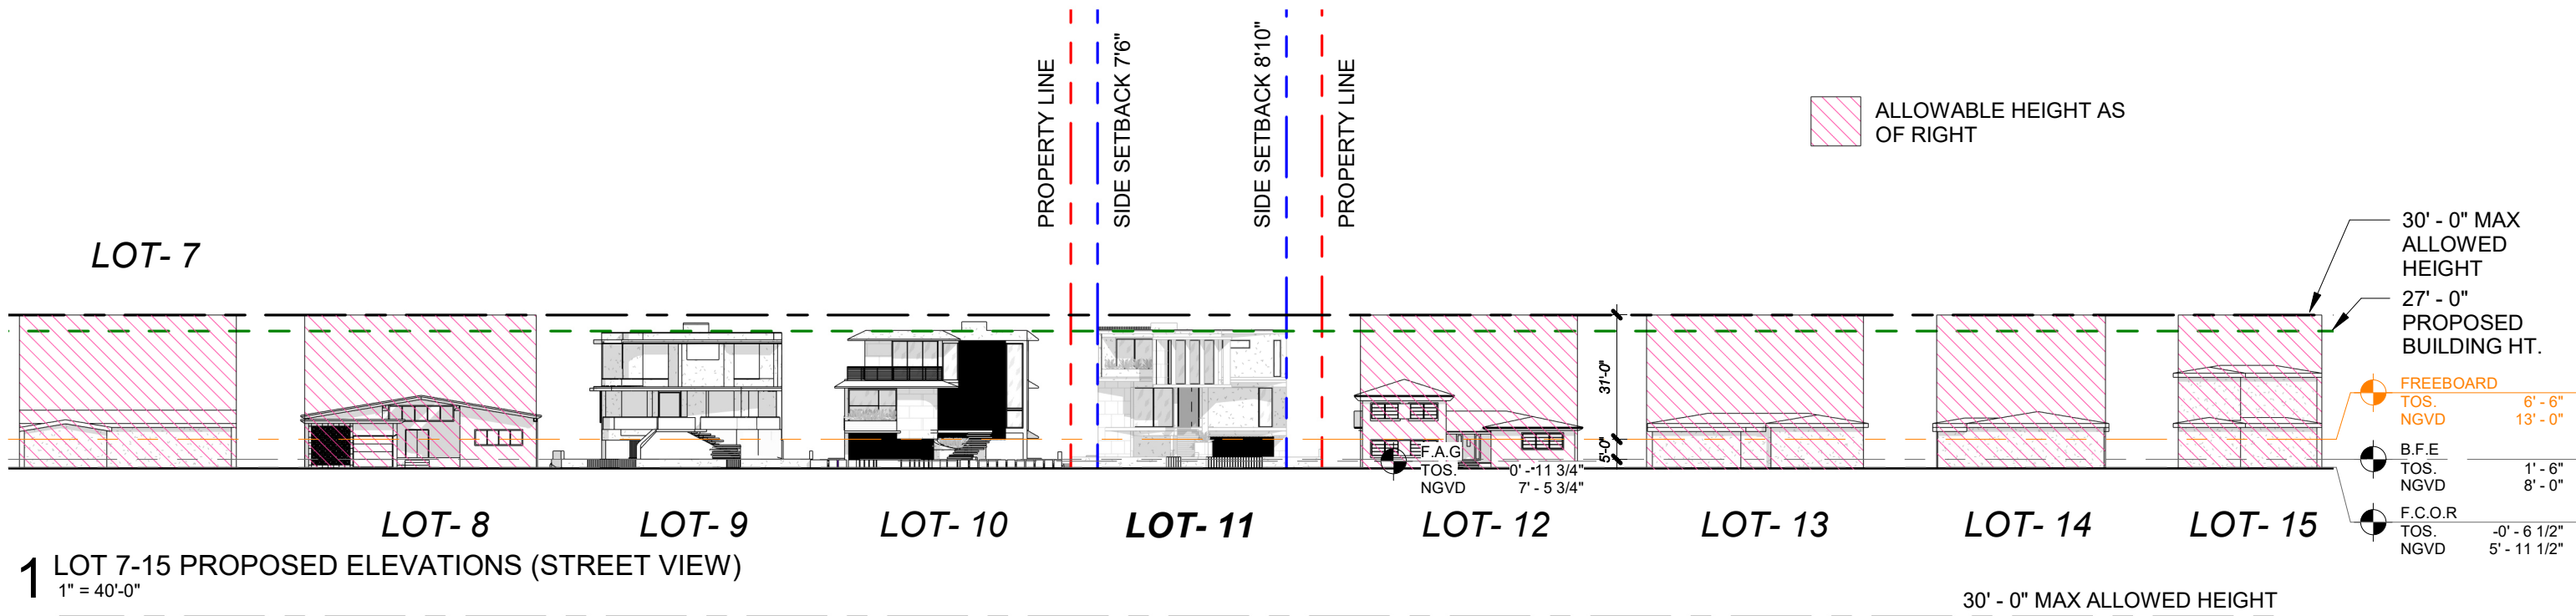 PROPERTY LINE
SIDE SETBACK 7'6"
SIDE SETBACK 8'10"
PROPERTY LINE
ALLOWABLE HEIGHT AS
OF RIGHT
LOT- 7
30' - 0" MAX
ALLOWED
HEIGHT
27' - 0"
PROPOSED
BUILDING HT.
31'-0"
5'-0"
FREEBOARD
TOS. 6' - 6"
NGVD 13' - 0"
F.A.G
TOS. 0' - 11 3/4"
NGVD 7' - 5 3/4"
B.F.E
TOS. 1' - 6"
NGVD 8' - 0"
F.C.O.R
TOS. -0' - 6 1/2"
NGVD 5' - 11 1/2"
LOT- 8
LOT- 9
LOT- 10
LOT- 11
LOT- 12
LOT- 13
LOT- 14
LOT- 15
1 LOT 7-15 PROPOSED ELEVATIONS (STREET VIEW)
1" = 40'-0"
30' - 0" MAX ALLOWED HEIGHT